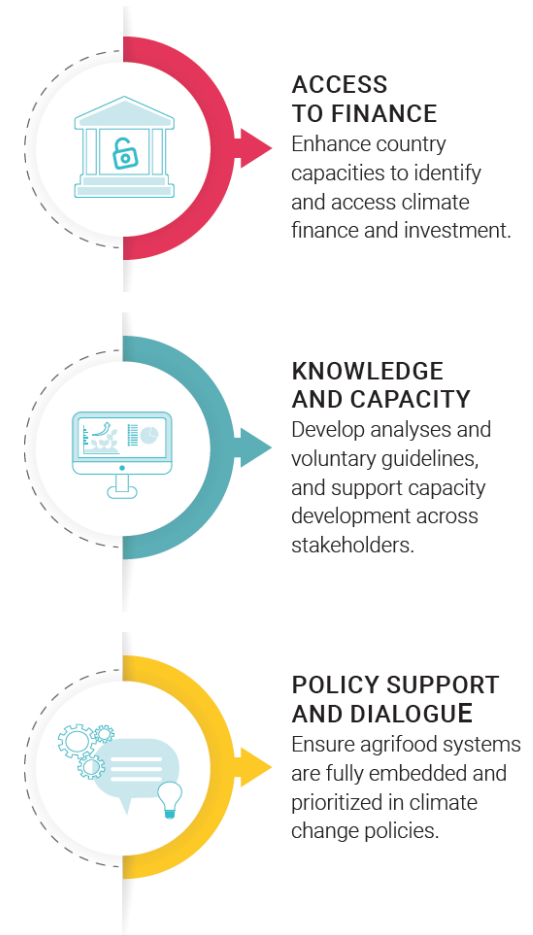 ACCESS
TO FINANCE
Enhance country
capacities to identify
and access climate
finance and investment.
KNOWLEDGE
AND CAPACITY
Develop analyses and
voluntary guidelines,
and support capacity
development across
stakeholders.
POLICY SUPPORT
AND DIALOGUE
Ensure agrifood systems
are fully embedded and
prioritized in climate
change policies.